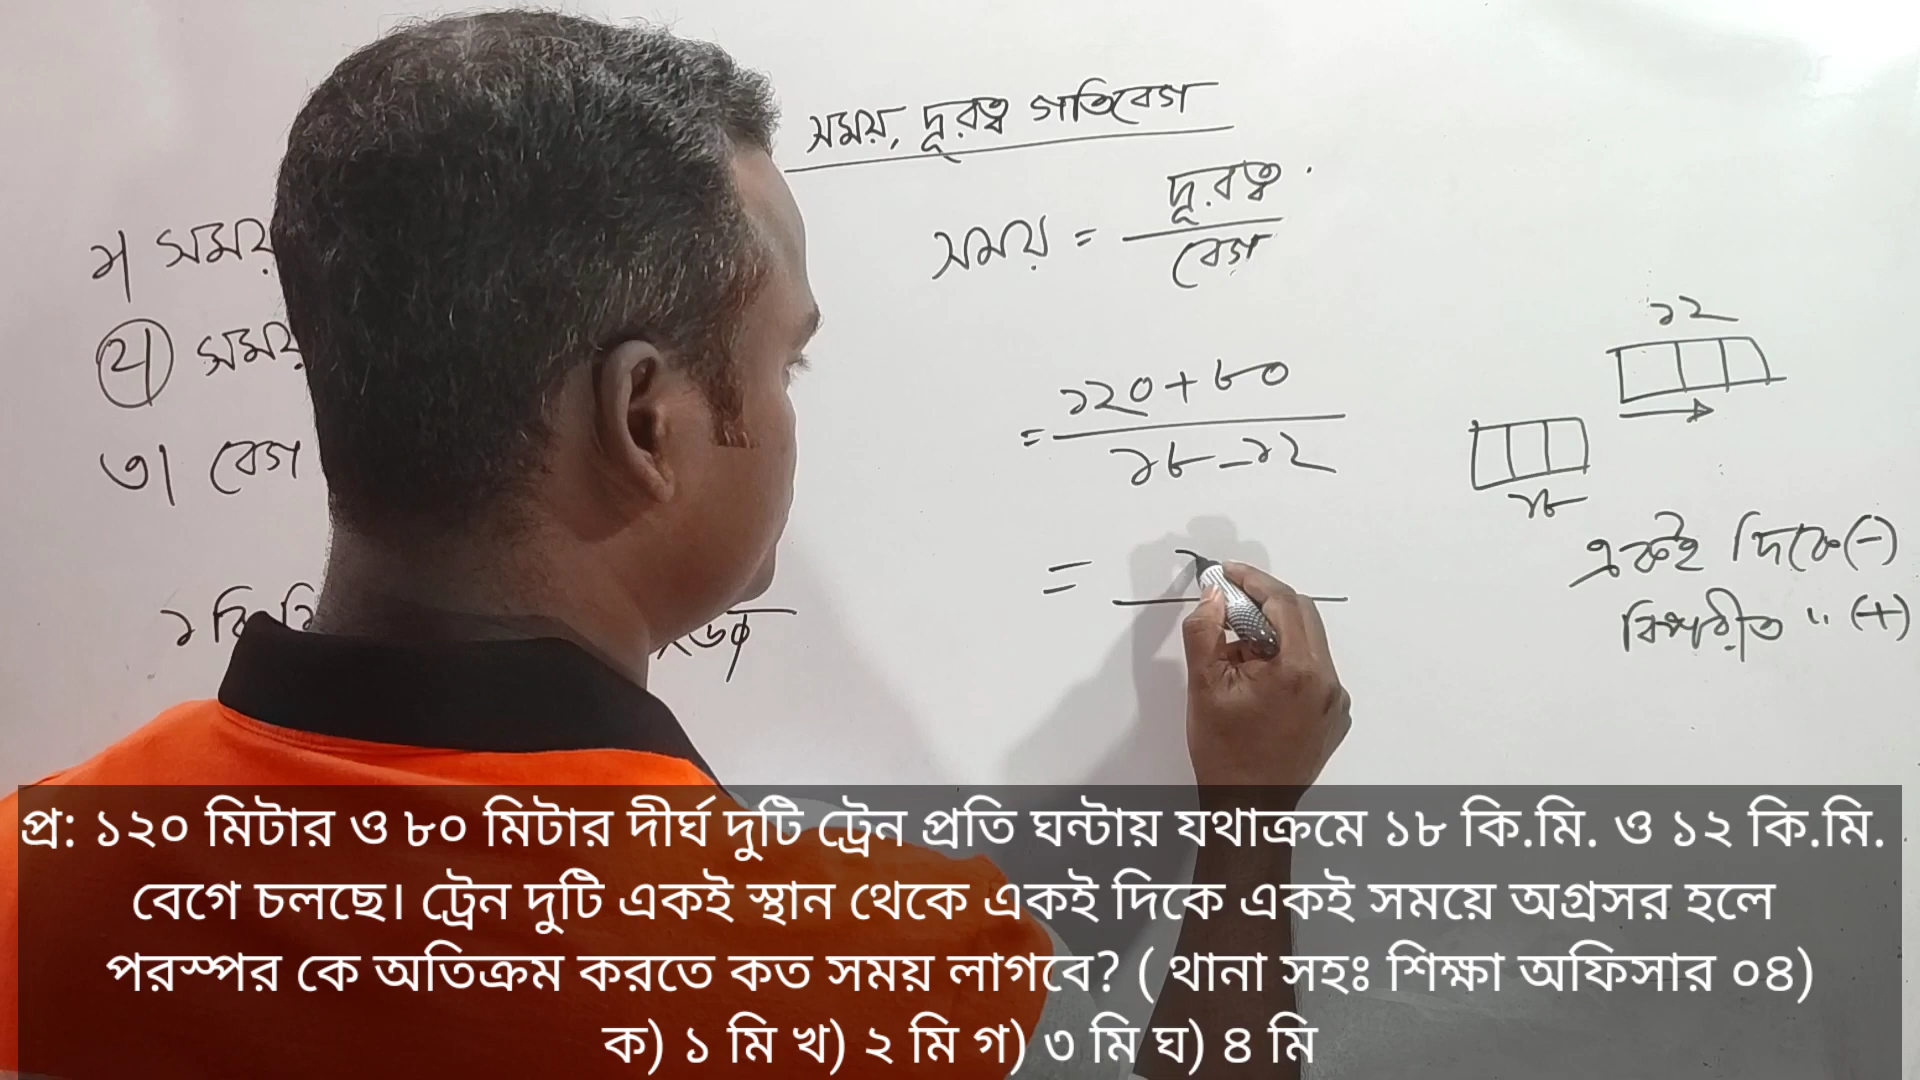 সময়, দূরত্ব গতিবেগ
১। সময়
২। সময়
৩। বেগ
সময় = দূরত্ব
বেগ
= ১২০+৮০
১৮-১২
=
১২
১৮
একই দিকে (-)
বিপরীত " (+)
প্র: ১২০ মিটার ও ৮০ মিটার দীর্ঘ দুটি ট্রেন প্রতি ঘন্টায় যথাক্রমে ১৮ কি.মি. ও ১২ কি.মি.
বেগে চলছে। ট্রেন দুটি একই স্থান থেকে একই দিকে একই সময়ে অগ্রসর হলে
পরস্পর কে অতিক্রম করতে কত সময় লাগবে? ( থানা সহঃ শিক্ষা অফিসার ০৪)
ক) ১ মি খ) ২ মি গ) ৩ মি ঘ) ৪ মি